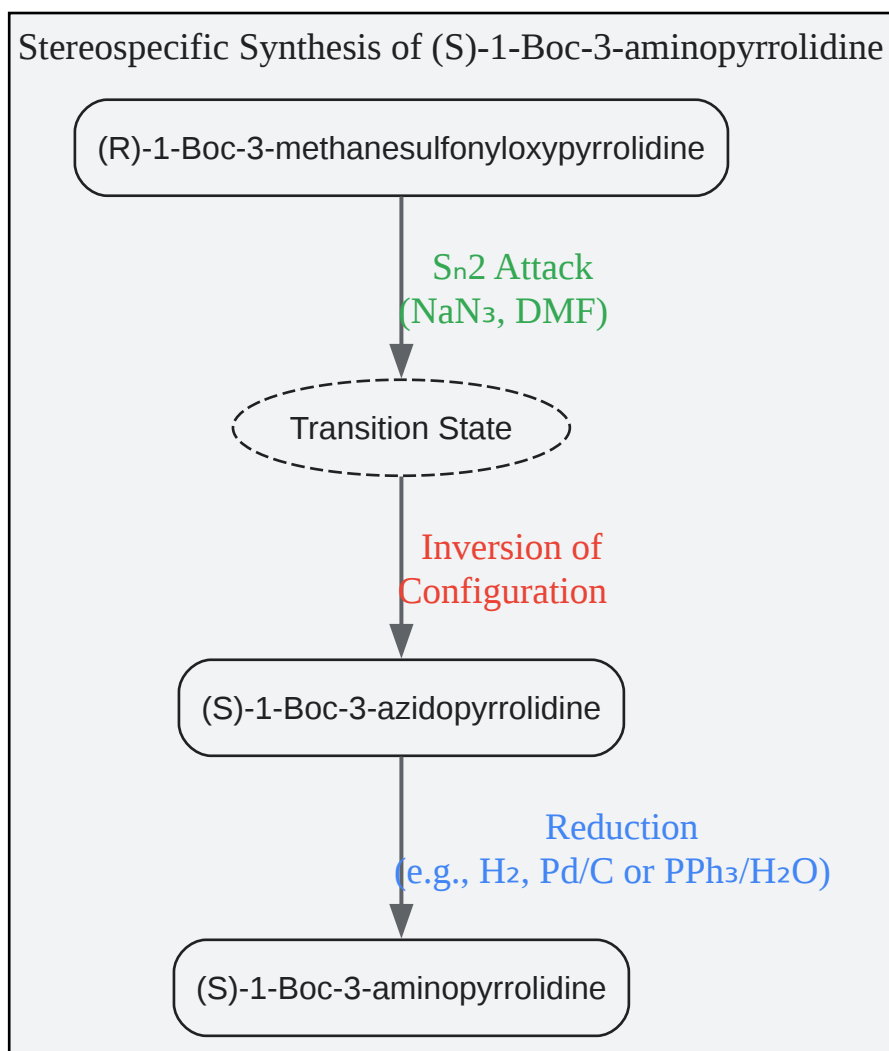 Stereospecific Synthesis of (S)-1-Boc-3-aminopyrrolidine
(R)-1-Boc-3-methanesulfonyloxypyrrolidine
Sₙ2 Attack
(NaN₃, DMF)
Transition State
Inversion of
Configuration
(S)-1-Boc-3-azidopyrrolidine
Reduction
(e.g., H₂, Pd/C or PPh₃/H₂O)
(S)-1-Boc-3-aminopyrrolidine